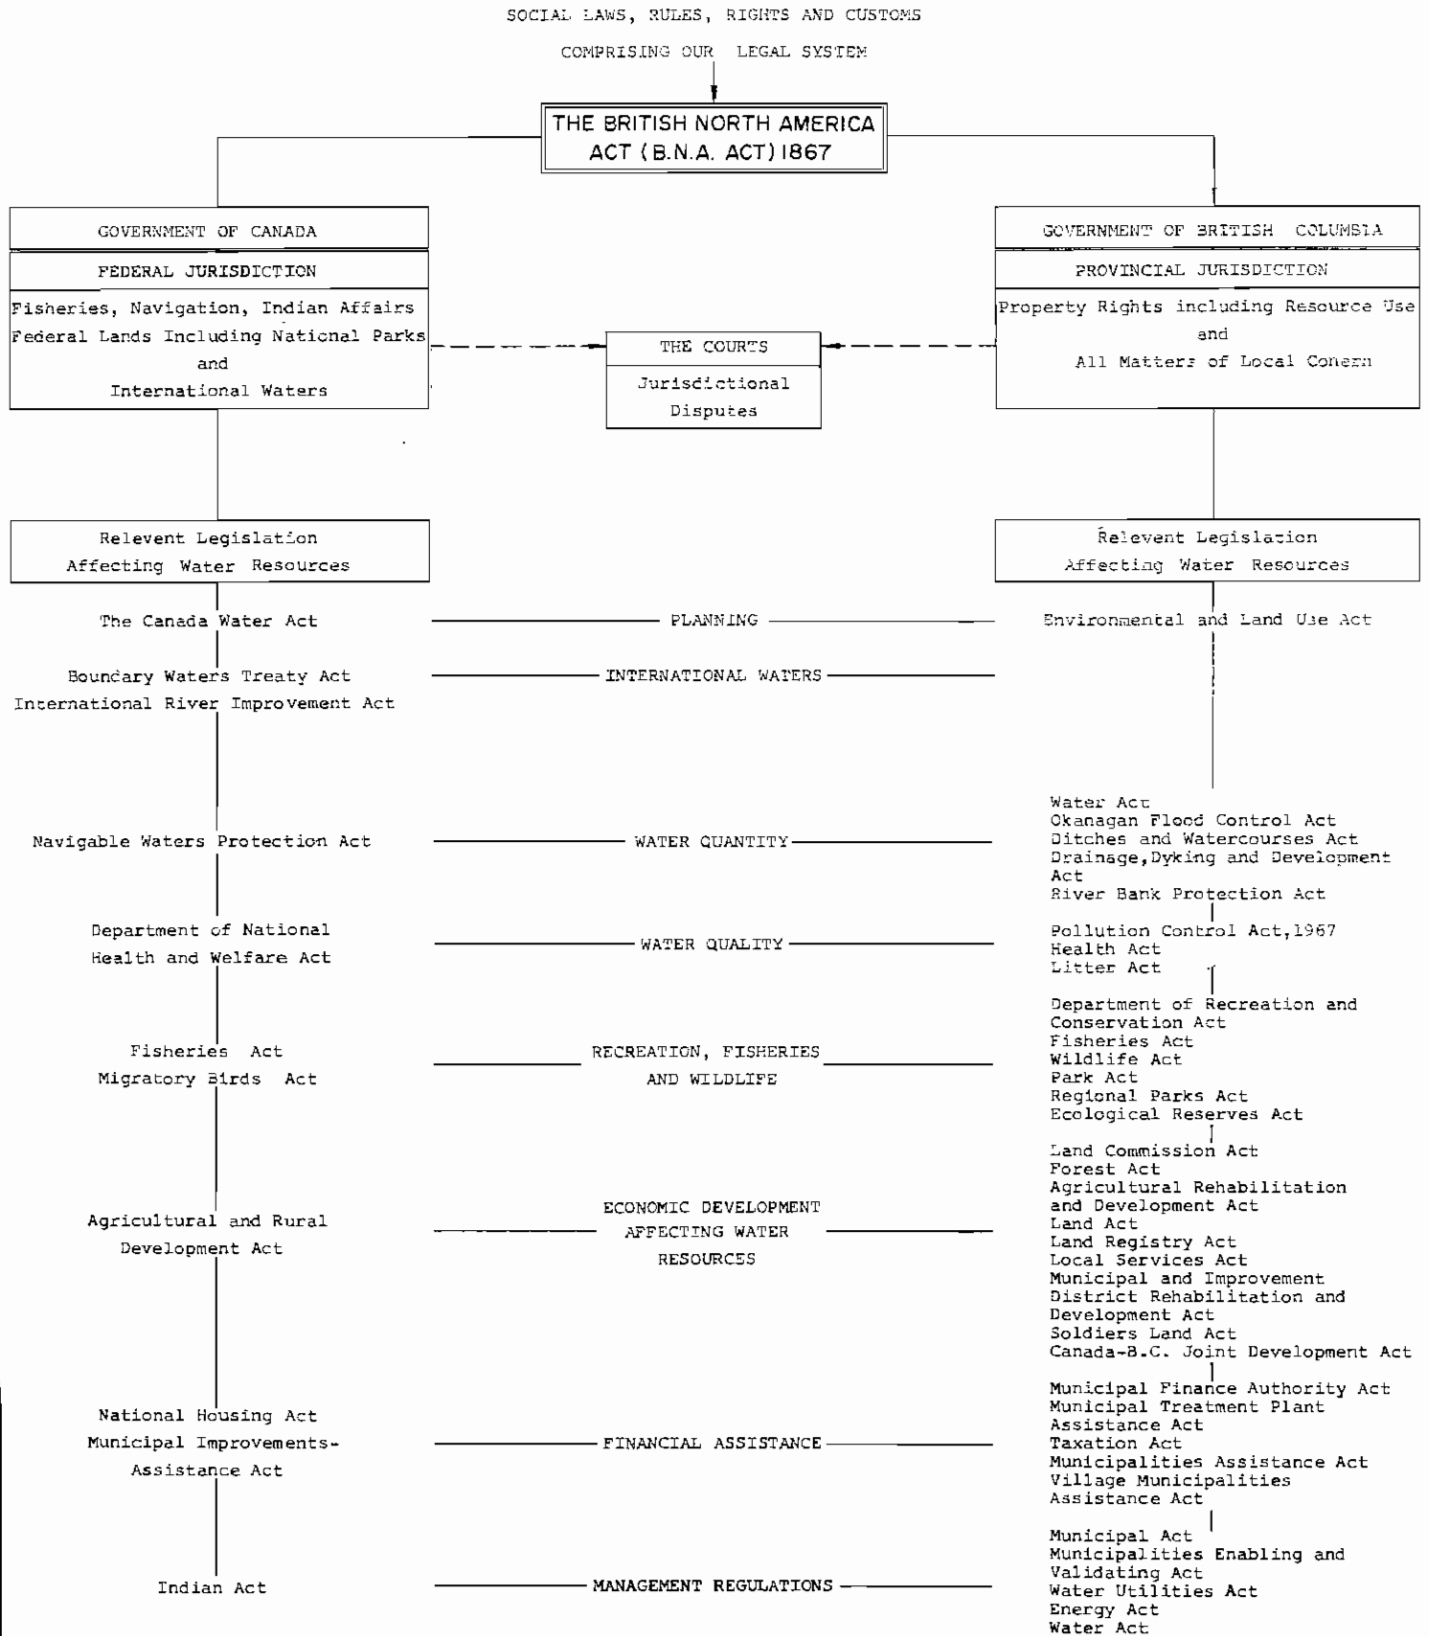 SOCIAL LAWS, RULES, RIGHTS AND CUSTOMS
COMPRISING OUR LEGAL SYSTEM
THE BRITISH NORTH AMERICA
ACT (B.N.A. ACT) 1867
GOVERNMENT OF CANADA
FEDERAL JURISDICTION
Fisheries, Navigation, Indian Affairs
Federal Lands Including National Parks
and
International Waters
THE COURTS
Jurisdictional
Disputes
GOVERNMENT OF BRITISH COLUMBIA
PROVINCIAL JURISDICTION
Property Rights including Resource Use
and
All Matters of Local Conern
Relevent Legislation
Affecting Water Resources
Relevent Legislation
Affecting Water Resources
The Canada Water Act
PLANNING
Environmental and Land Use Act
Boundary Waters Treaty Act
International River Improvement Act
INTERNATIONAL WATERS
Navigable Waters Protection Act
WATER QUANTITY
Water Act
Okanagan Flood Control Act
Ditches and Watercourses Act
Drainage,Dyking and Development
Act
River Bank Protection Act
Department of National
Health and Welfare Act
WATER QUALITY
Pollution Control Act,1967
Health Act
Litter Act
Fisheries Act
Migratory Birds Act
RECREATION, FISHERIES
AND WILDLIFE
Department of Recreation and
Conservation Act
Fisheries Act
Wildlife Act
Park Act
Regional Parks Act
Ecological Reserves Act
Agricultural and Rural
Development Act
ECONOMIC DEVELOPMENT
AFFECTING WATER
RESOURCES
Land Commission Act
Forest Act
Agricultural Rehabilitation
and Development Act
Land Act
Land Registry Act
Local Services Act
Municipal and Improvement
District Rehabilitation and
Development Act
Soldiers Land Act
Canada-B.C. Joint Development Act
National Housing Act
Municipal Improvements-
Assistance Act
FINANCIAL ASSISTANCE
Municipal Finance Authority Act
Municipal Treatment Plant
Assistance Act
Taxation Act
Municipalities Assistance Act
Village Municipalities
Assistance Act
Indian Act
MANAGEMENT REGULATIONS
Municipal Act
Municipalities Enabling and
Validating Act
Water Utilities Act
Energy Act
Water Act